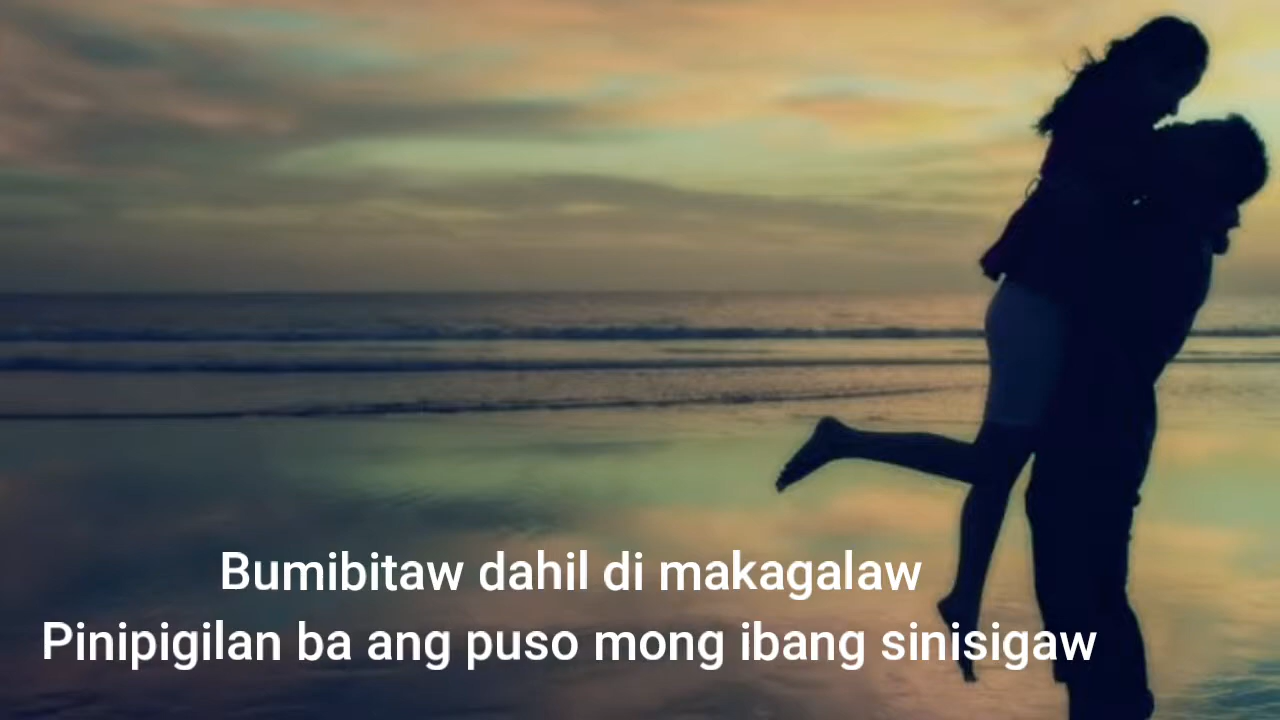 Bumibitaw dahil di makagalaw
Pinipigilan ba ang puso mong ibang sinisigaw